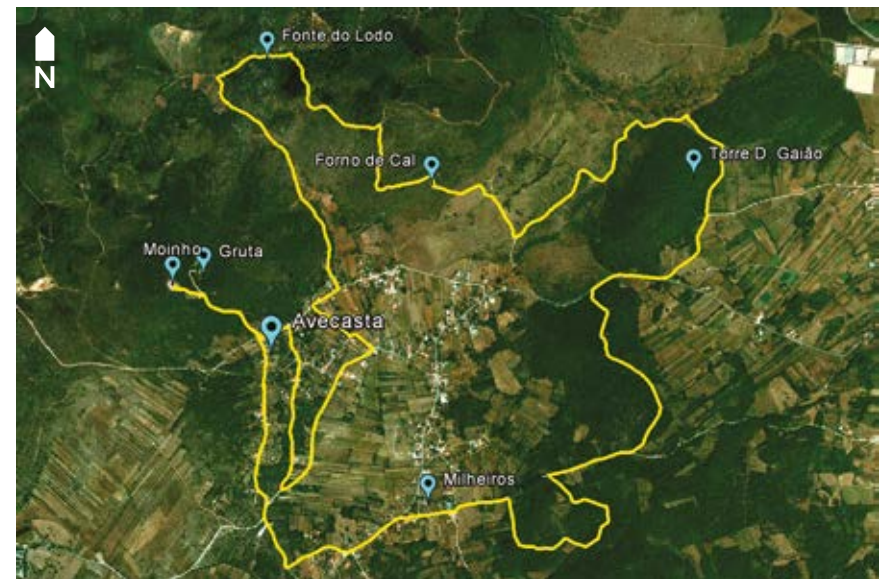 Fonte do Lodo
N
Forno de Cal
Torre D. Gaião
Moinho
Gruta
Avecasta
Milheiros